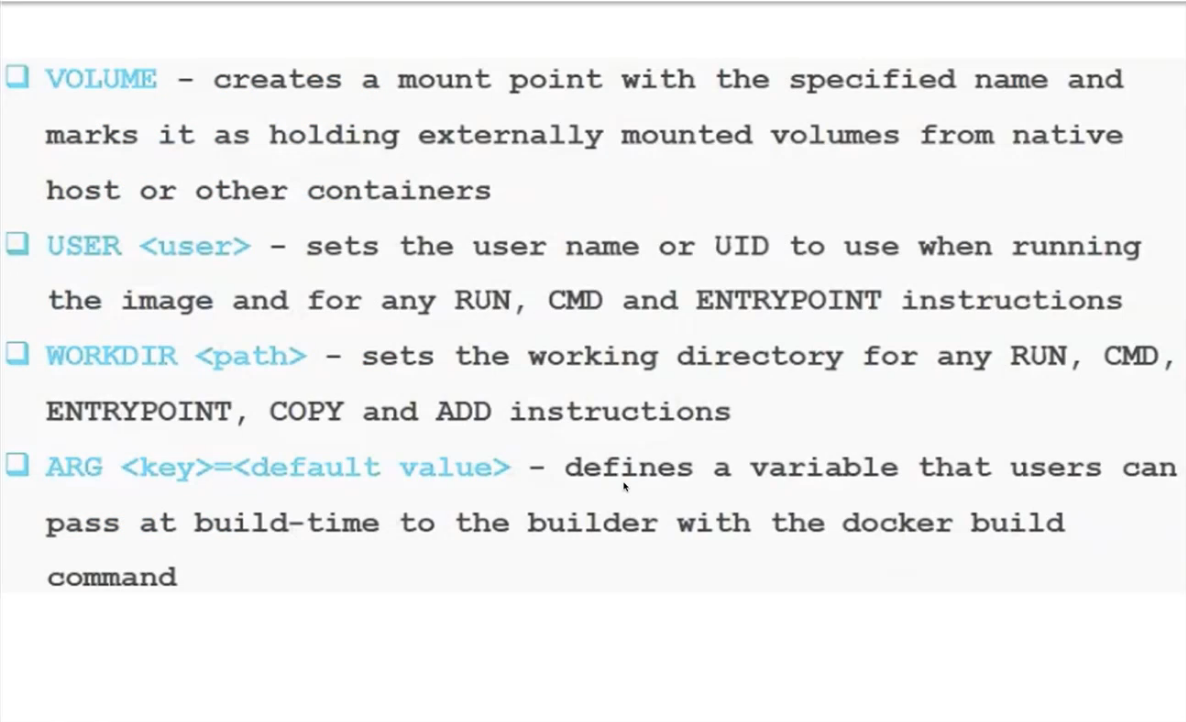 VOLUME – creates a mount point with the specified name and
marks it as holding externally mounted volumes from native
host or other containers
USER <user> – sets the user name or UID to use when running
the image and for any RUN, CMD and ENTRYPOINT instructions
WORKDIR <path> – sets the working directory for any RUN, CMD,
ENTRYPOINT, COPY and ADD instructions
ARG <key>=<default value> – defines a variable that users can
pass at build-time to the builder with the docker build
command